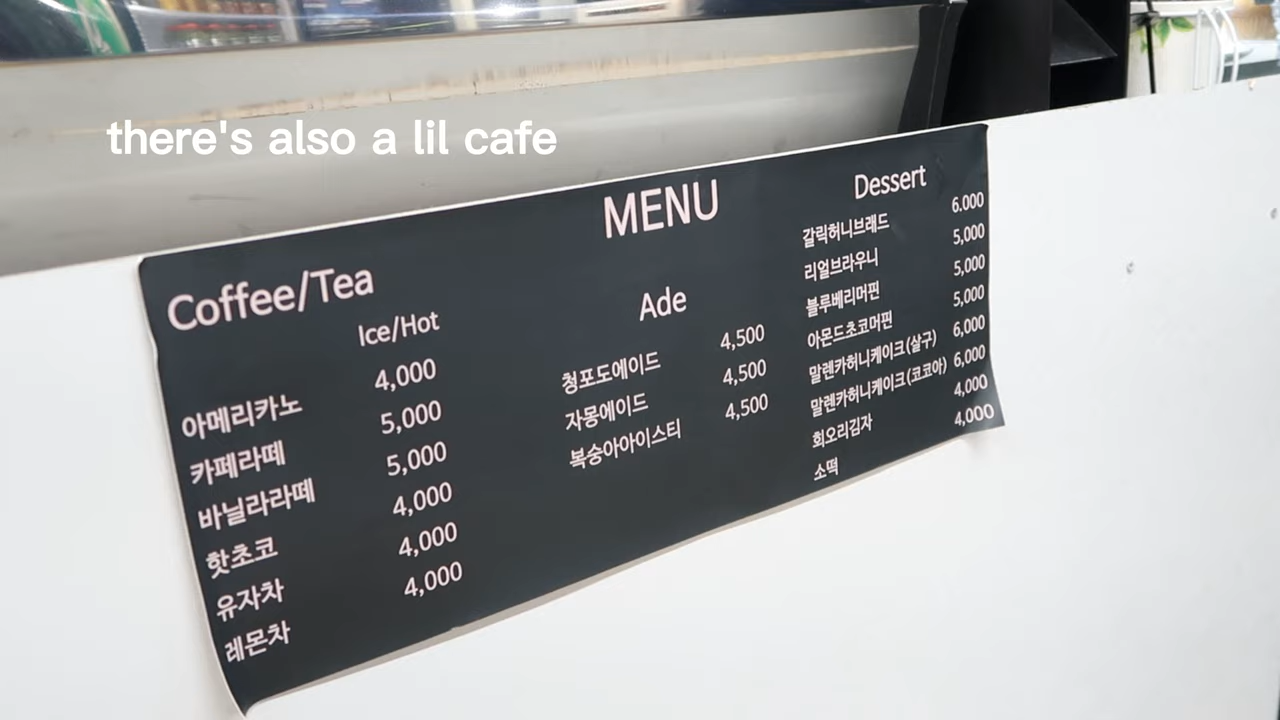 there's also a lil cafe
MENU
Coffee/Tea
Ice/Hot
아메리카노 4,000
카페라떼 5,000
바닐라라떼 5,000
핫초코 4,000
유자차 4,000
레몬차 4,000
Ade
청포도에이드 4,500
자몽에이드 4,500
복숭아아이스티 4,500
Dessert
갈릭허니브래드 6.000
리얼브라우니 5,000
블루베리머핀 5,000
아몬드초코머핀 5,000
말렌카허니케이크(살구) 6,000
말렌카허니케이크(코코아) 6,000
회오리김자 4,000
소떡 4,000